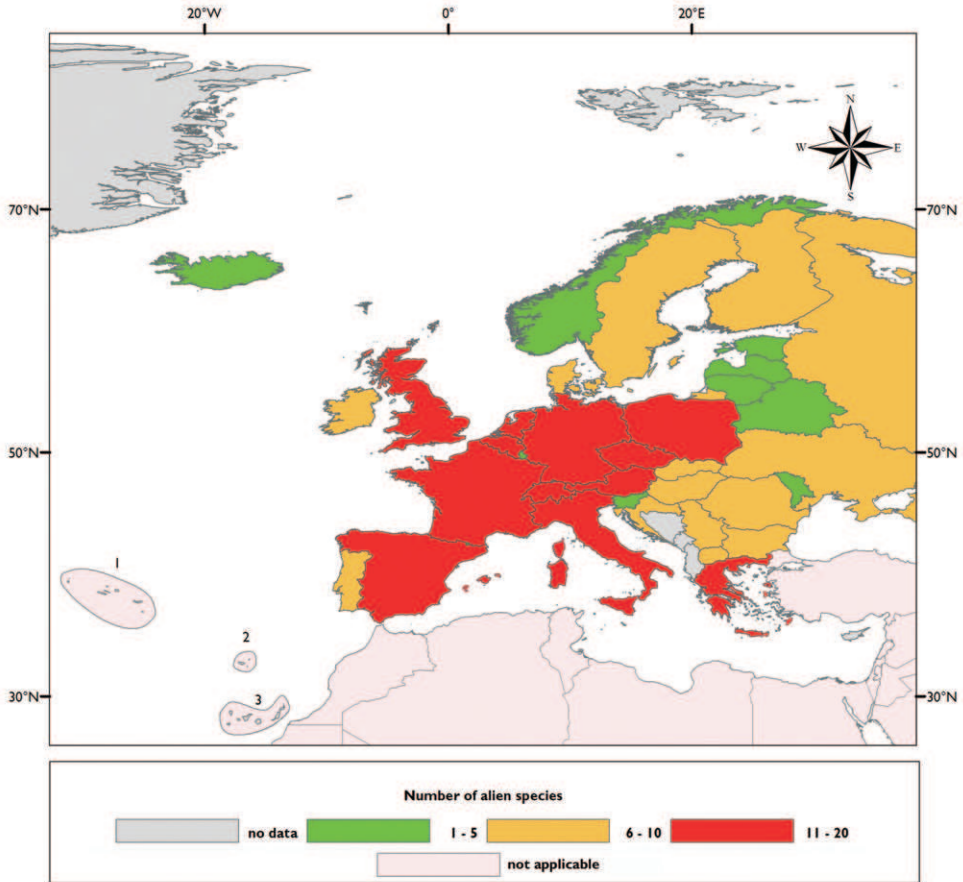 20°W 0° 20°E
N
W E
S
70°N 70°N
50°N 50°N
1
2
3
30°N 30°N
Number of alien species
no data 1 - 5 6 - 10 11 - 20
not applicable